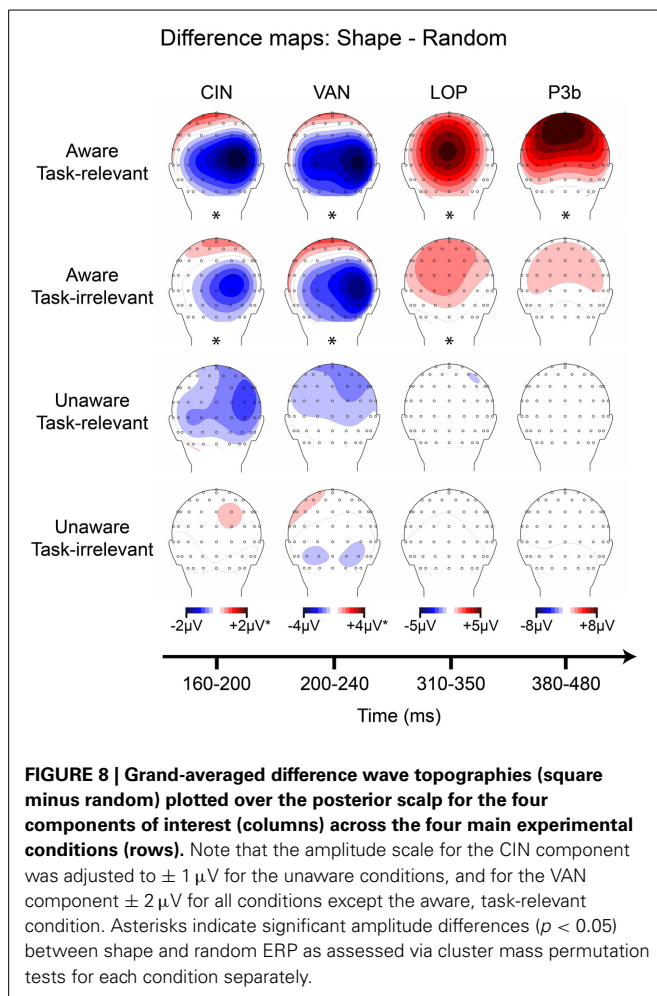 Difference maps: Shape - Random
CIN VAN LOP P3b
Aware
Task-relevant
* * * *
Aware
Task-irrelevant
* * *
Unaware
Task-relevant
Unaware
Task-irrelevant
-2µV +2µV* -4µV +4µV* -5µV +5µV -8µV +8µV
160-200 200-240 310-350 380-480
Time (ms)
FIGURE 8 | Grand-averaged difference wave topographies (square
minus random) plotted over the posterior scalp for the four
components of interest (columns) across the four main experimental
conditions (rows). Note that the amplitude scale for the CIN component
was adjusted to ± 1 µV for the unaware conditions, and for the VAN
component ± 2 µV for all conditions except the aware, task-relevant
condition. Asterisks indicate significant amplitude differences (p < 0.05)
between shape and random ERP as assessed via cluster mass permutation
tests for each condition separately.